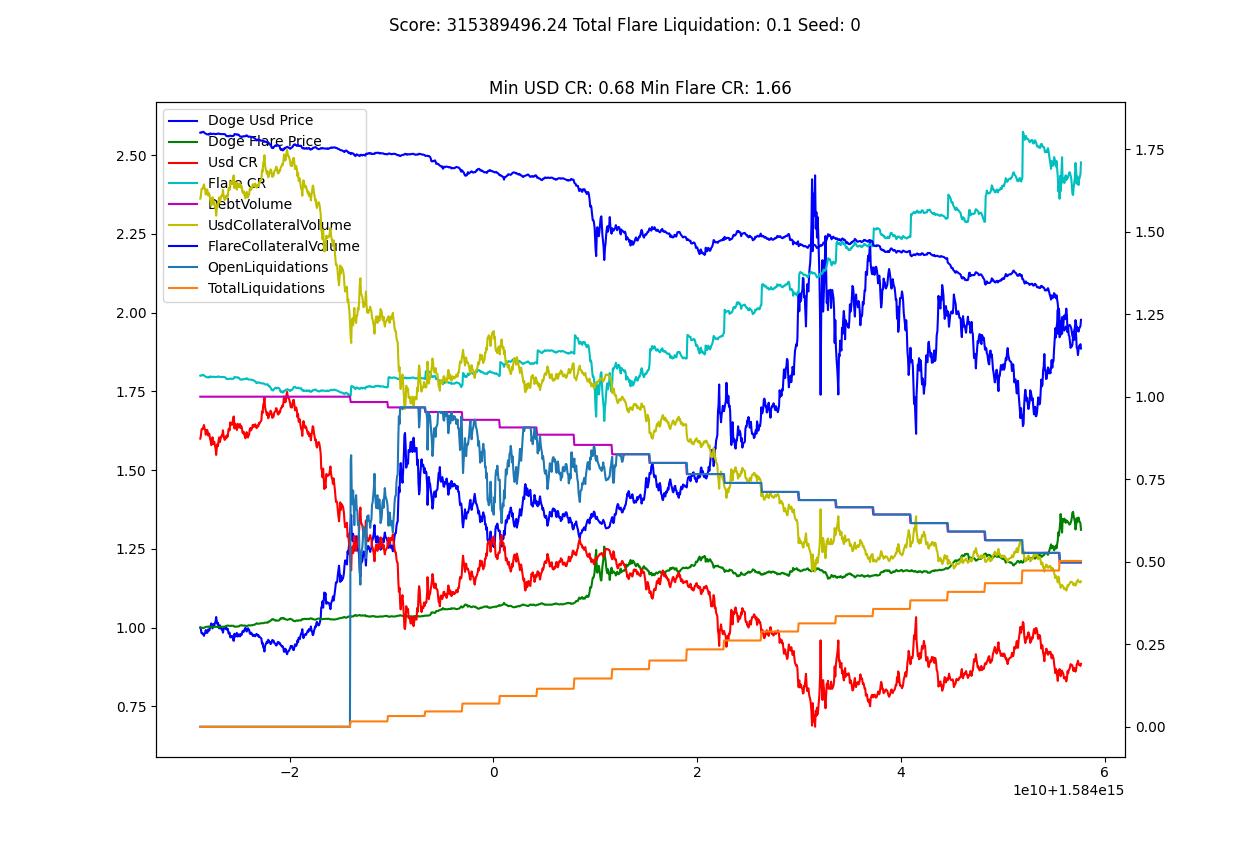 Score: 315389496.24 Total Flare Liquidation: 0.1 Seed: 0
Min USD CR: 0.68 Min Flare CR: 1.66
Doge Usd Price
Doge Flare Price
Usd CR
Flare CR
DebtVolume
UsdCollateralVolume
FlareCollateralVolume
OpenLiquidations
TotalLiquidations
2.50
2.25
2.00
1.75
1.50
1.25
1.00
0.75
1.75
1.50
1.25
1.00
0.75
0.50
0.25
0.00
−2
0
2
4
6
1e10+1.584e15